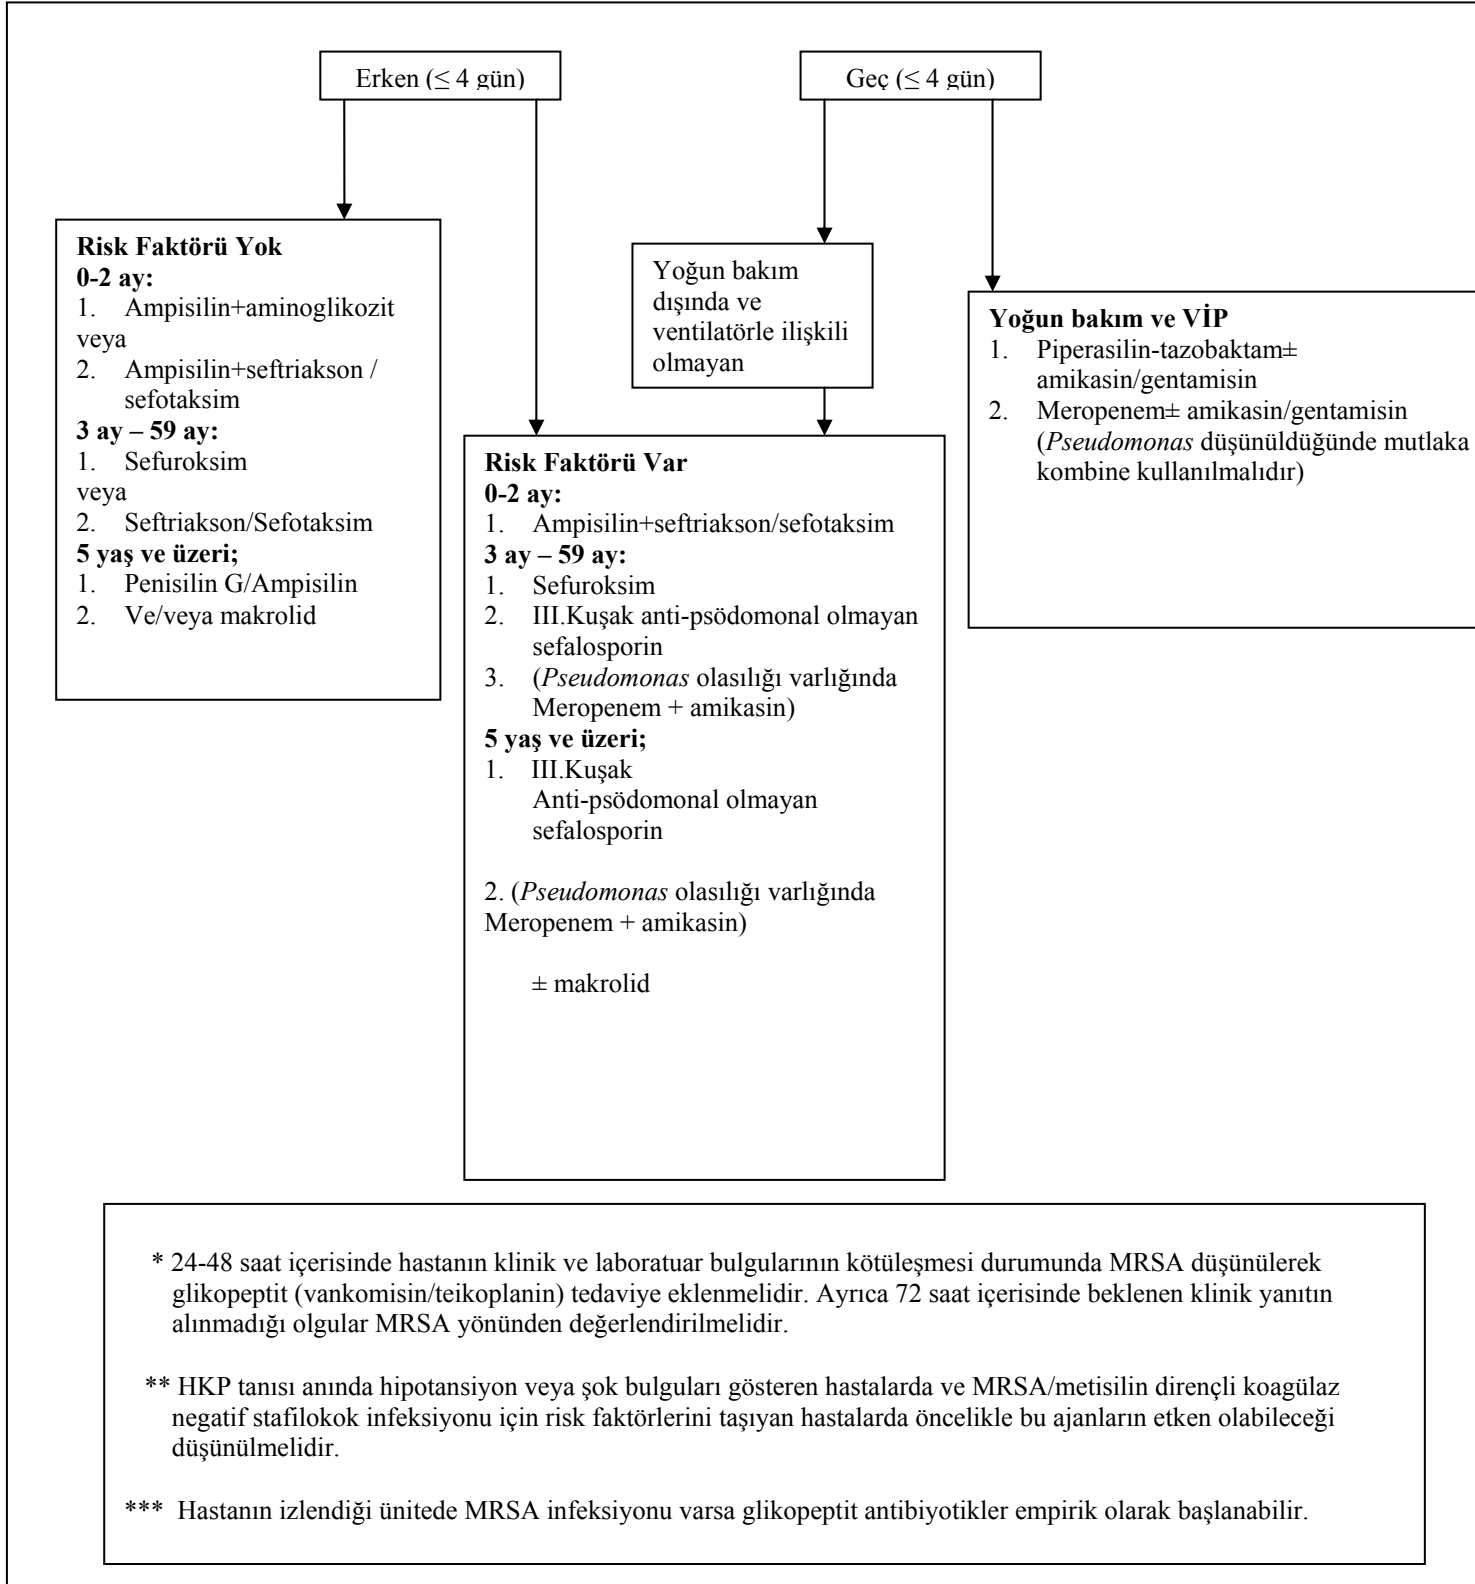 Erken (≤ 4 gün)
Geç (≤ 4 gün)
Risk Faktörü Yok
0-2 ay:
1. Ampisilin+aminoglikozit
veya
2. Ampisilin+seftriakson /
sefotaksim
3 ay – 59 ay:
1. Sefuroksim
veya
2. Seftriakson/Sefotaksim
5 yaş ve üzeri;
1. Penisilin G/Ampisilin
2. Ve/veya makrolid
Yoğun bakım
dışında ve
ventilatörle ilişkili
olmayan
Yoğun bakım ve VİP
1. Piperasilin-tazobaktam±
amikasin/gentamisin
2. Meropenem± amikasin/gentamisin
(Pseudomonas düşünüldüğünde mutlaka
kombine kullanılmalıdır)
Risk Faktörü Var
0-2 ay:
1. Ampisilin+seftriakson/sefotaksim
3 ay – 59 ay:
1. Sefuroksim
2. III.Kuşak anti-psödomonal olmayan
sefalosporin
3. (Pseudomonas olasılığı varlığında
Meropenem + amikasin)
5 yaş ve üzeri;
1. III.Kuşak
Anti-psödomonal olmayan
sefalosporin
2. (Pseudomonas olasılığı varlığında
Meropenem + amikasin)
± makrolid
* 24-48 saat içerisinde hastanın klinik ve laboratuar bulgularının kötüleşmesi durumunda MRSA düşünülerek
glikopeptit (vankomisin/teikoplanin) tedaviye eklenmelidir. Ayrıca 72 saat içerisinde beklenen klinik yanıtın
alınmadığı olgular MRSA yönünden değerlendirilmelidir.
** HKP tanısı anında hipotansiyon veya şok bulguları gösteren hastalarda ve MRSA/metisilin dirençli koagülaz
negatif stafilokok infeksiyonu için risk faktörlerini taşıyan hastalarda öncelikle bu ajanların etken olabileceği
düşünülmelidir.
*** Hastanın izlendiği ünitede MRSA infeksiyonu varsa glikopeptit antibiyotikler empirik olarak başlanabilir.